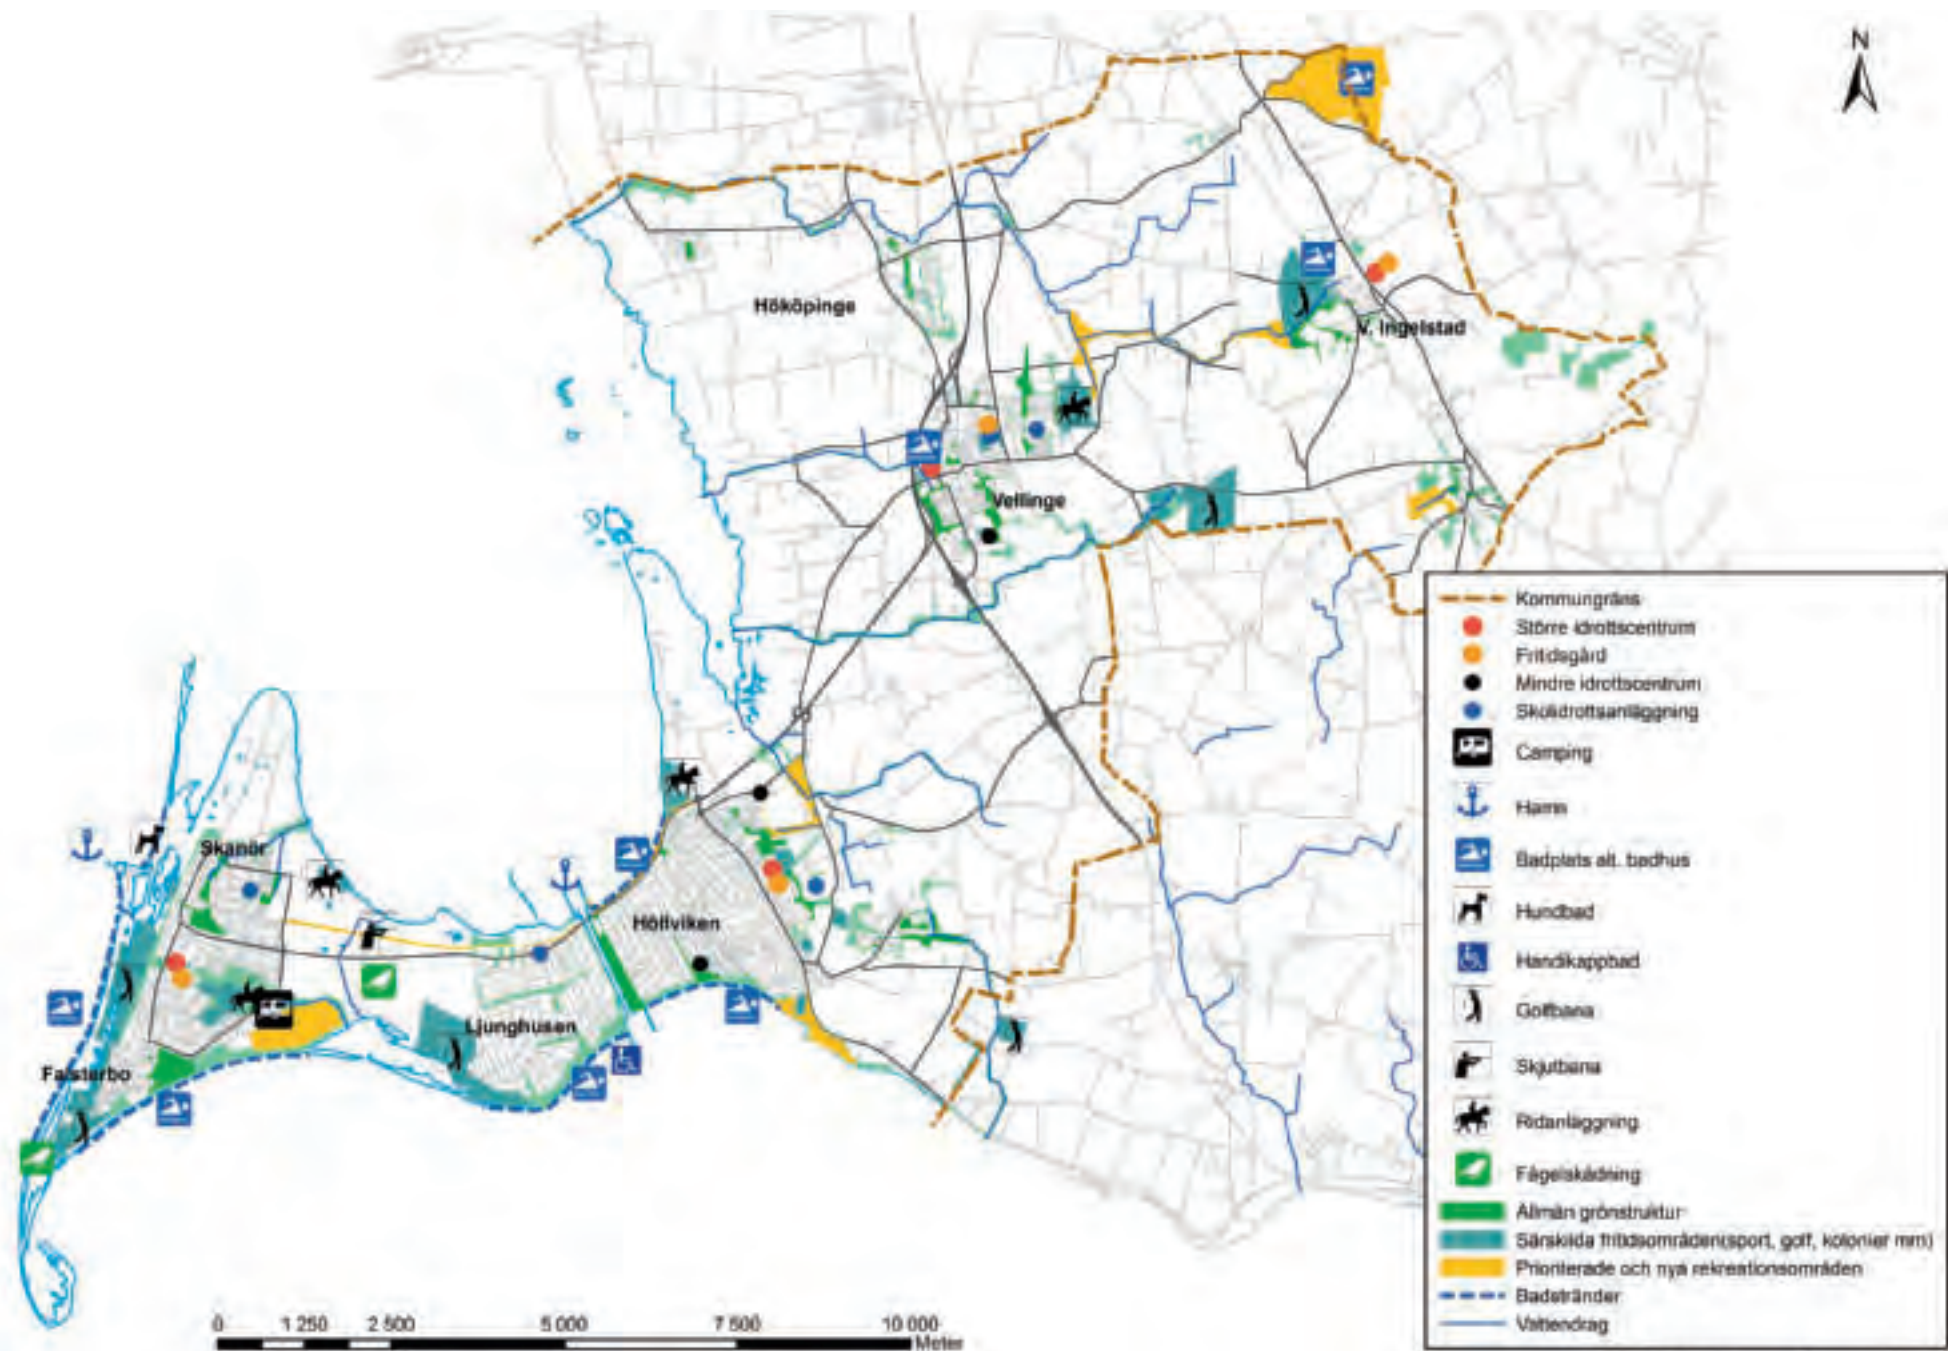 N
Hököpinge
V. Ingelstad
Vellinge
Skanör
Höllviken
Ljunghusen
Falsterbo
Kommungräns
Större idrottscentrum
Fritidsgård
Mindre idrottscentrum
Skolidrottsanläggning
Camping
Hamn
Badplats alt. badhus
Hundbad
Handikappbad
Golfbana
Skjutbana
Ridanläggning
Fågelskådning
Allmän grönstruktur
Särskilda fritidsområden(sport, golf, kolonier mm)
Prioriterade och nya rekreationsområden
Badstränder
Vattendrag
0 1 250 2 500 5 000 7 500 10 000
Meter